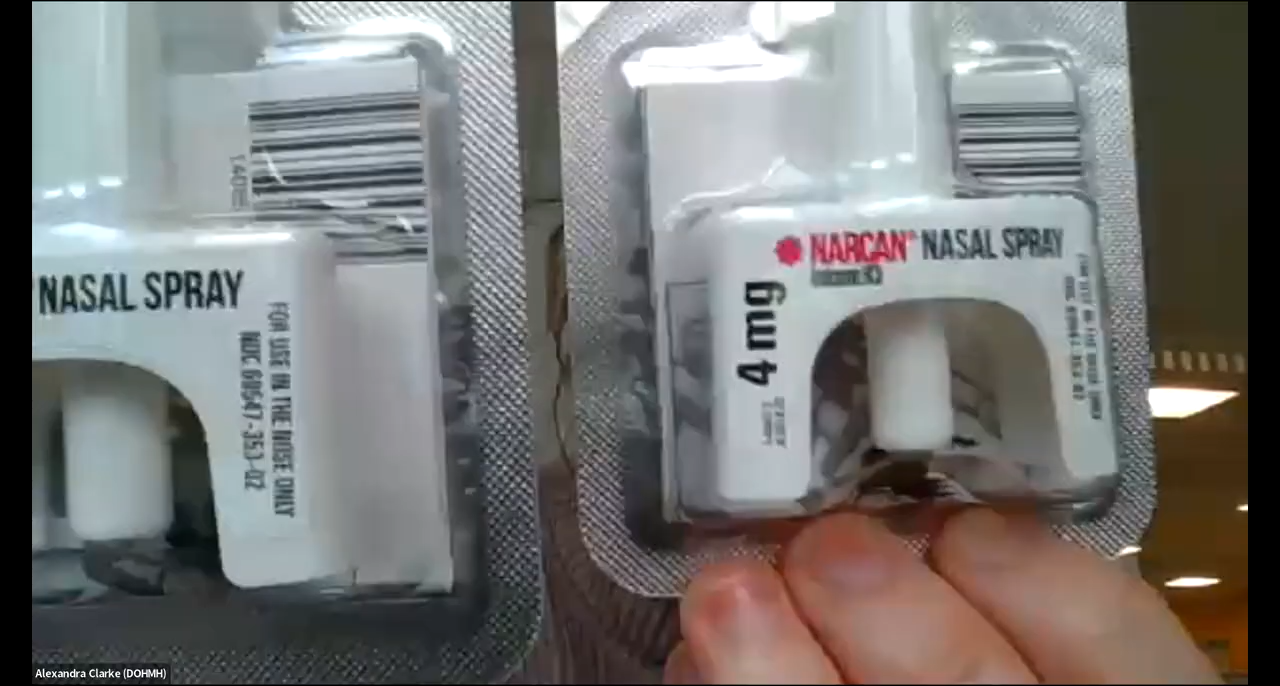 NASAL SPRAY
FOR USE IN THE NOSE ONLY
NDC 69547-353-02
NARCAN® NASAL SPRAY
4 mg
Alexandra Clarke (DOHMH)